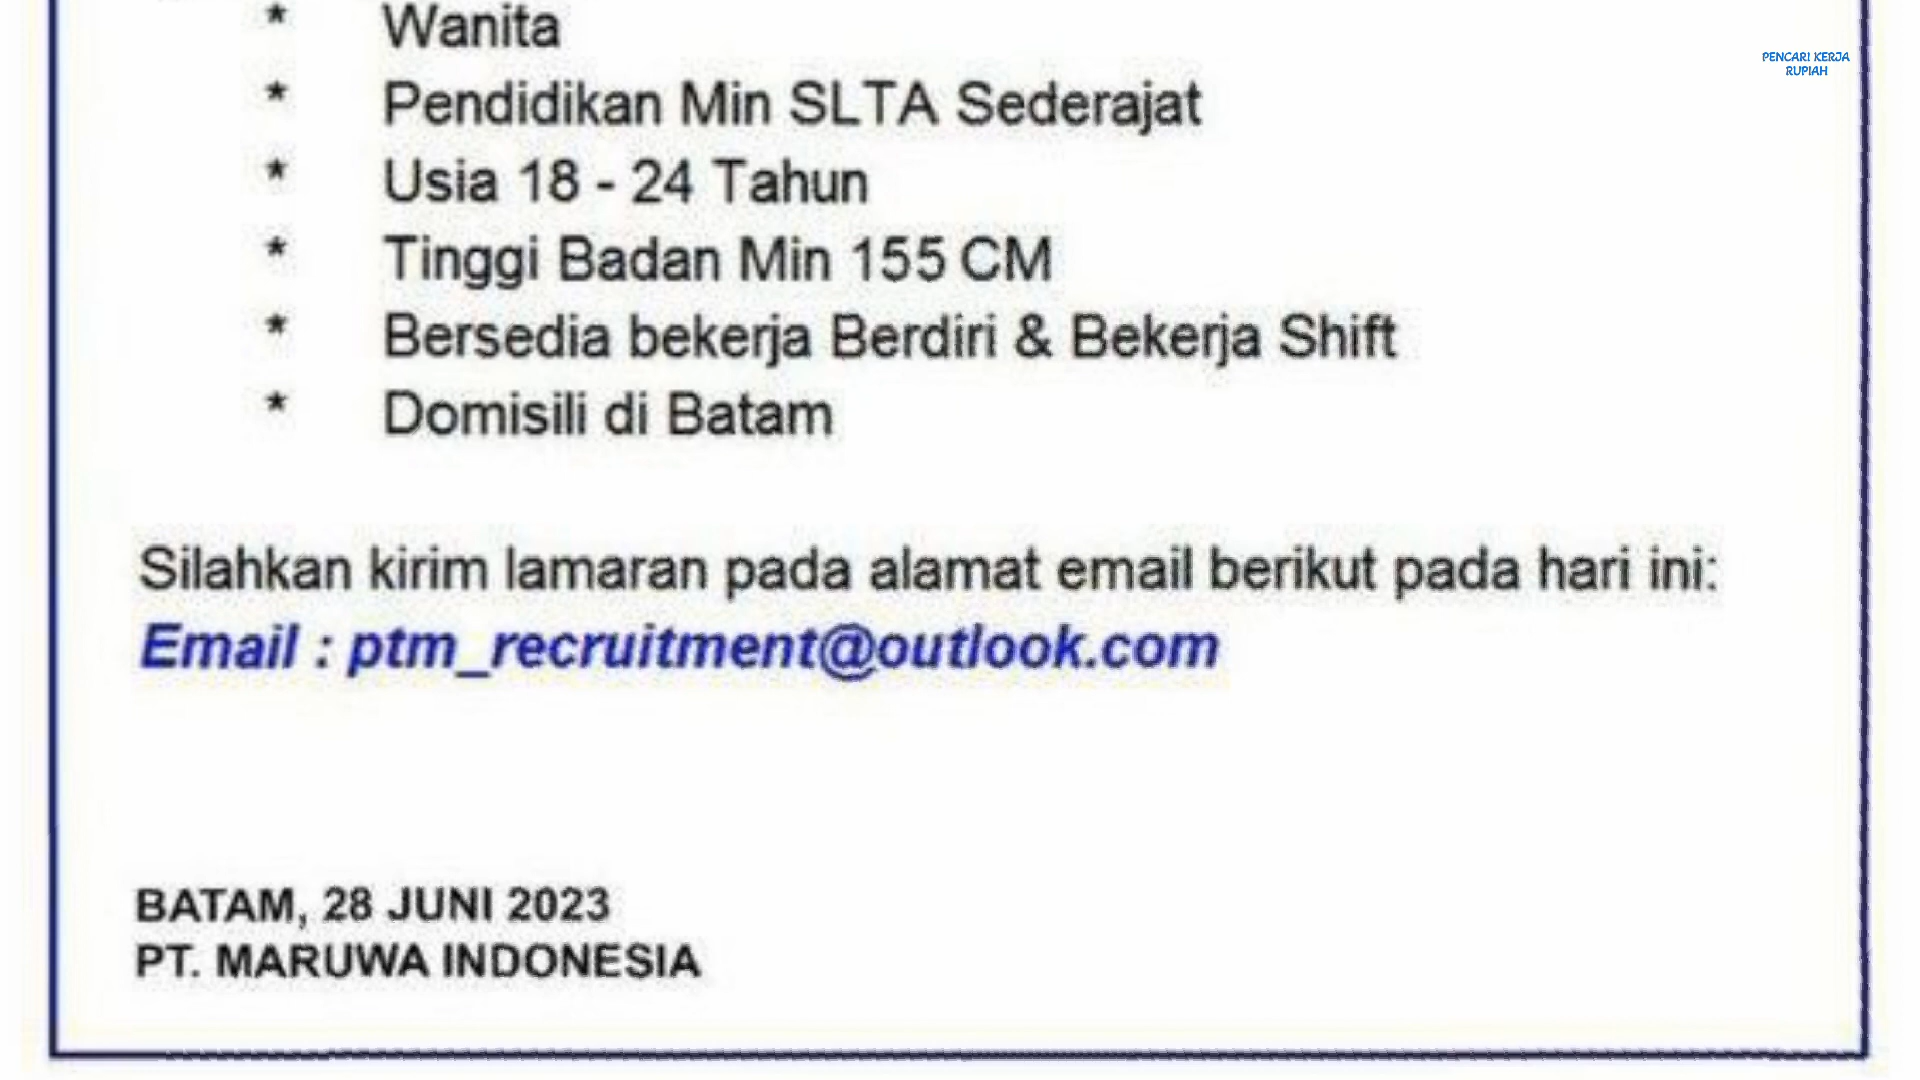 * Wanita
* Pendidikan Min SLTA Sederajat
* Usia 18 - 24 Tahun
* Tinggi Badan Min 155 CM
* Bersedia bekerja Berdiri & Bekerja Shift
* Domisili di Batam
Silahkan kirim lamaran pada alamat email berikut pada hari ini:
Email : ptm_recruitment@outlook.com
BATAM, 28 JUNI 2023
PT. MARUWA INDONESIA
PENCARI KERJA
RUPIAH